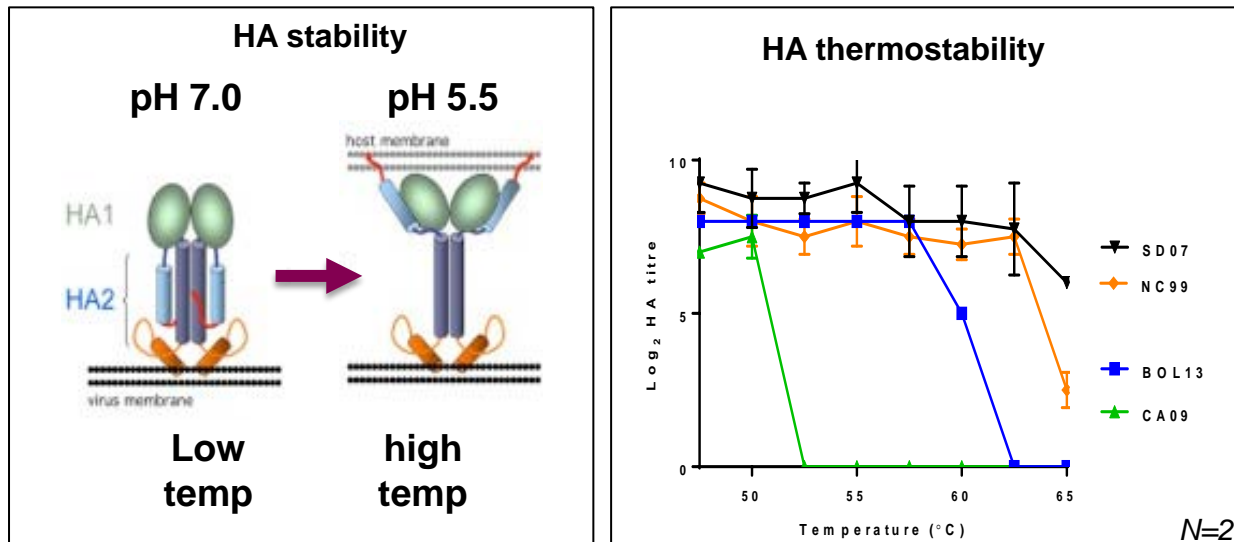 HA stability
pH 7.0
pH 5.5
host membrane
HA1
HA2
virus membrane
Low
temp
high
temp
HA thermostability
10
5
0
Log2 HA titre
50
55
60
65
Temperature (°C)
SD07
NC99
BOL13
CA09
N=2